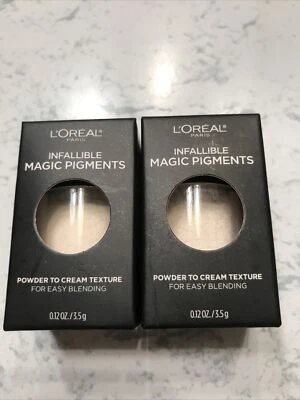 L'ORÉAL®
PARIS
INFALLIBLE
MAGIC PIGMENTS
POWDER TO CREAM TEXTURE
FOR EASY BLENDING
0.12 OZ. / 3.5 g
L'ORÉAL®
PARIS
INFALLIBLE
MAGIC PIGMENTS
POWDER TO CREAM TEXTURE
FOR EASY BLENDING
0.12 OZ. / 3.5 g